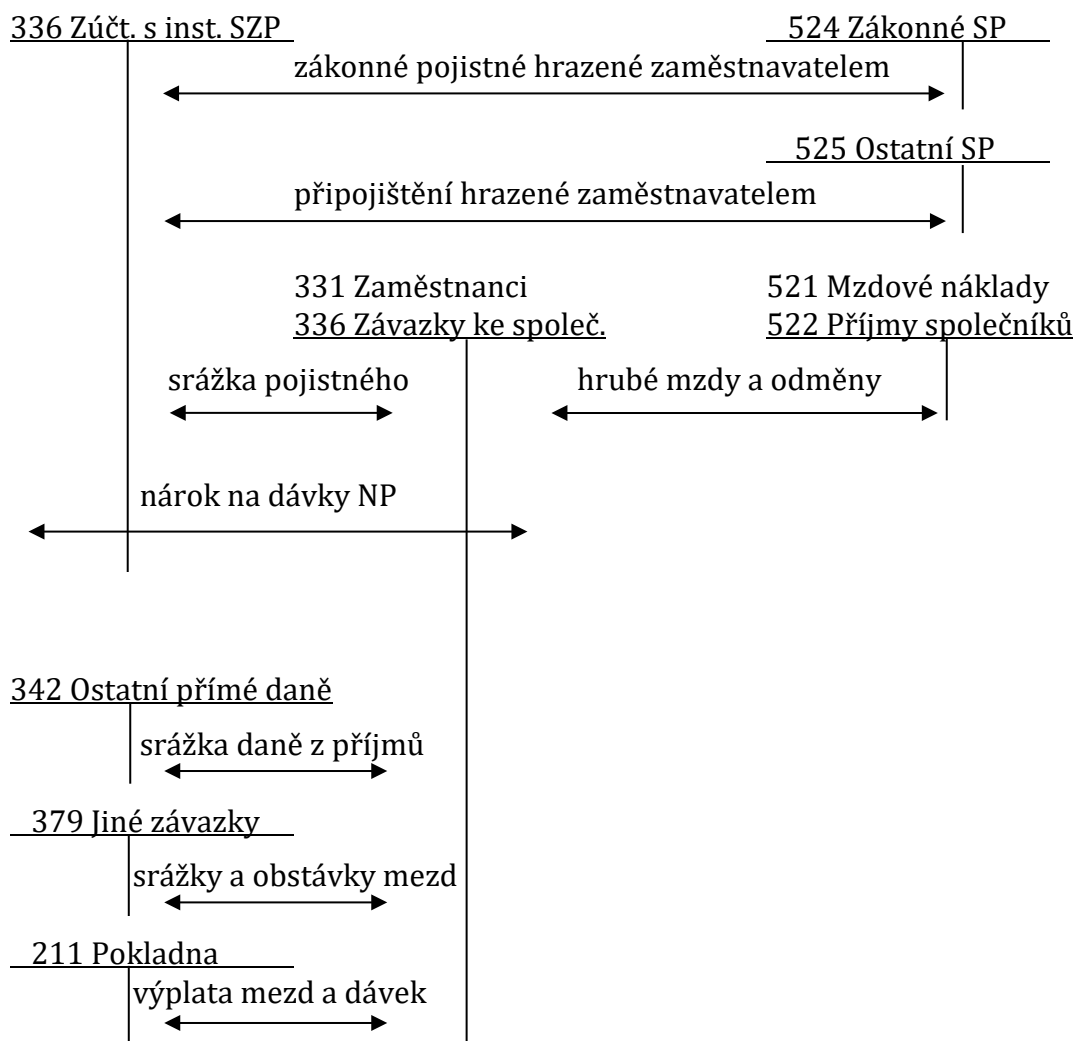 336 Zúčt. s inst. SZP
524 Zákonné SP
zákonné pojistné hrazené zaměstnavatelem
525 Ostatní SP
připojištění hrazené zaměstnavatelem
331 Zaměstnanci
521 Mzdové náklady
336 Závazky ke společ.
522 Příjmy společníků
srážka pojistného
hrubé mzdy a odměny
nárok na dávky NP
342 Ostatní přímé daně
srážka daně z příjmů
379 Jiné závazky
srážky a obstávky mezd
211 Pokladna
výplata mezd a dávek